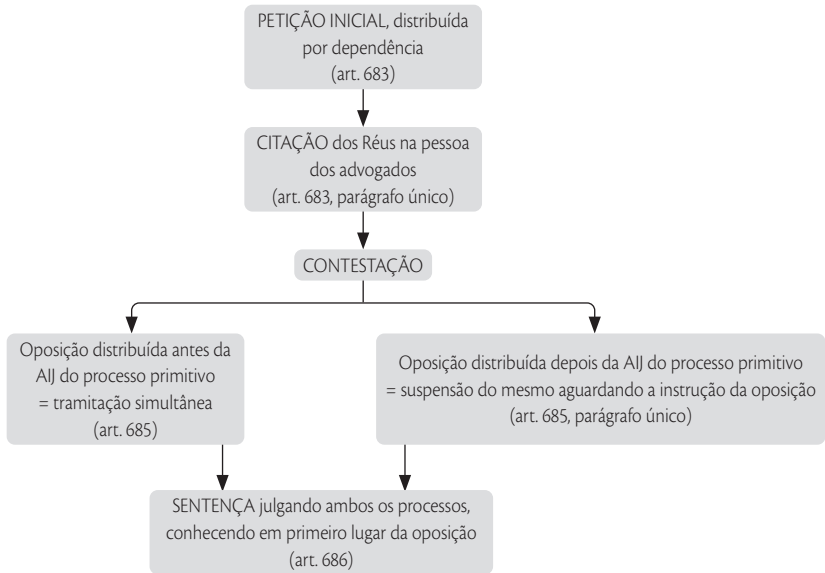 PETIÇÃO INICIAL, distribuída
por dependência
(art. 683)
CITAÇÃO dos Réus na pessoa
dos advogados
(art. 683, parágrafo único)
CONTESTAÇÃO
Oposição distribuída antes da
AIJ do processo primitivo
= tramitação simultânea
(art. 685)
Oposição distribuída depois da AIJ do processo primitivo
= suspensão do mesmo aguardando a instrução da oposição
(art. 685, parágrafo único)
SENTENÇA julgando ambos os processos,
conhecendo em primeiro lugar da oposição
(art. 686)